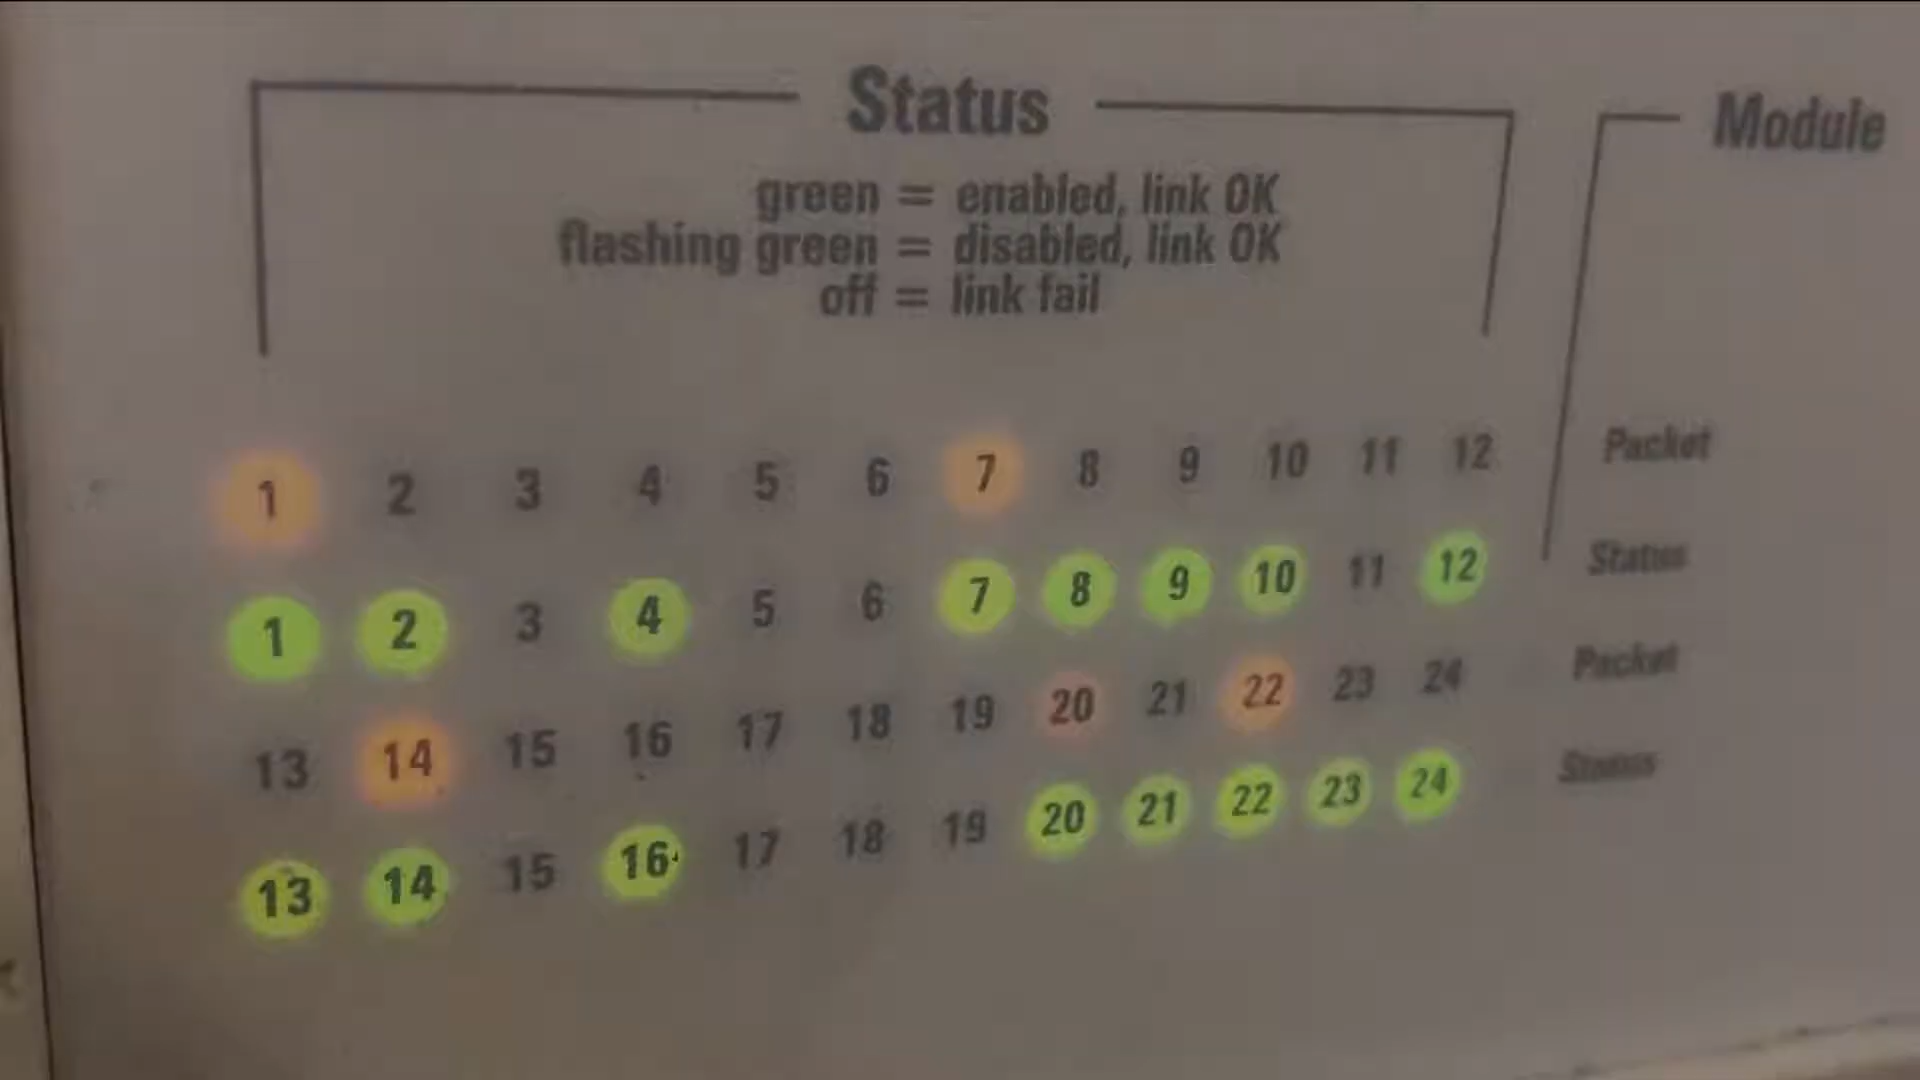 Status
Module
green = enabled, link OK
flashing green = disabled, link OK
off = link fail
1 2 3 4 5 6 7 8 9 10 11 12 Packet
1 2 3 4 5 6 7 8 9 10 11 12 Status
13 14 15 16 17 18 19 20 21 22 23 24 Packet
13 14 15 16 17 18 19 20 21 22 23 24 Status